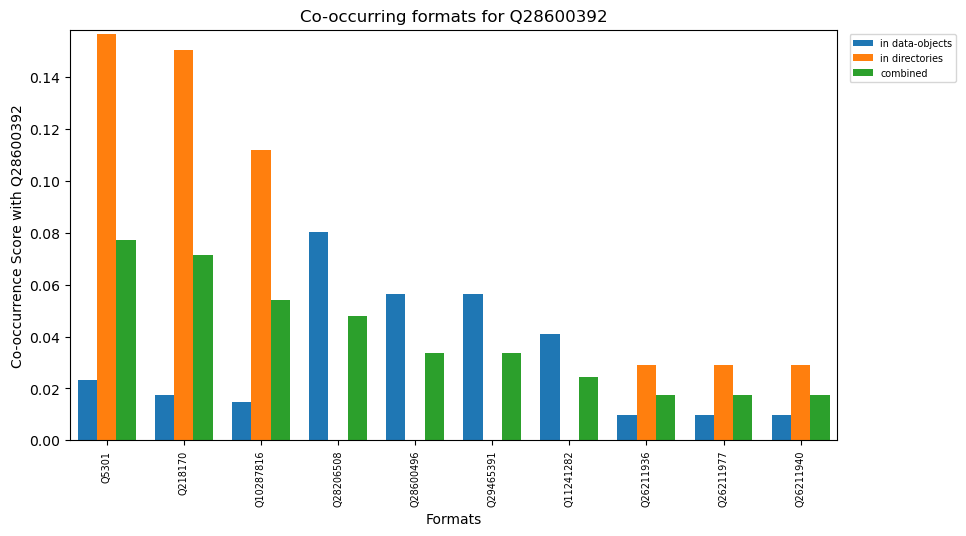 Co-occurring formats for Q28600392
Co-occurrence Score with Q28600392
0.14
0.12
0.10
0.08
0.06
0.04
0.02
0.00
Q5301
Q218170
Q10287816
Q28206508
Q28600496
Q29465391
Q11241282
Q26211936
Q26211977
Q26211940
Formats
in data-objects
in directories
combined